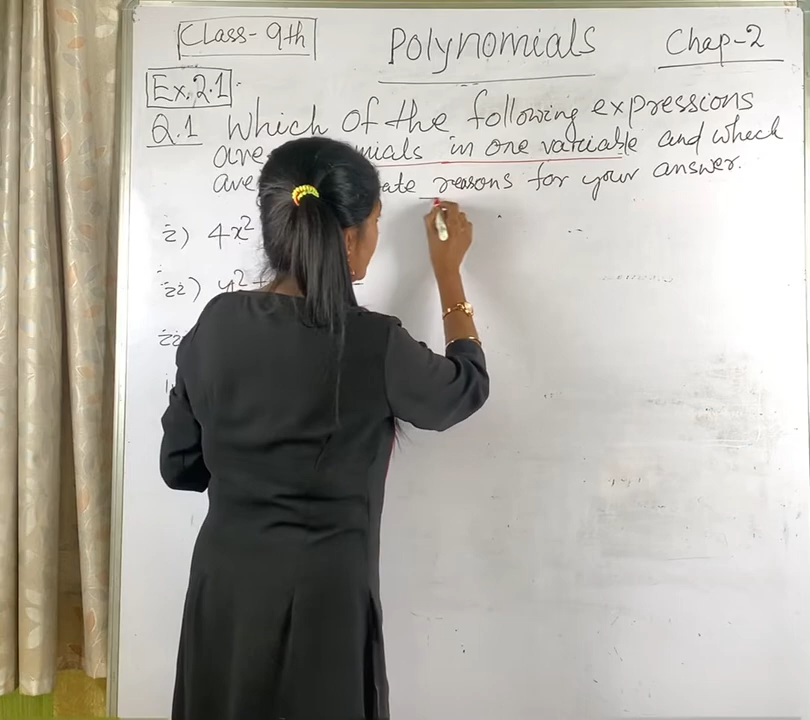 Class-9th Polynomials Chap-2
Ex.2.1
Q.1 Which of the following expressions
are mials in one variable and which
are ate reasons for your answer.
i) 4x²
ii) y²+